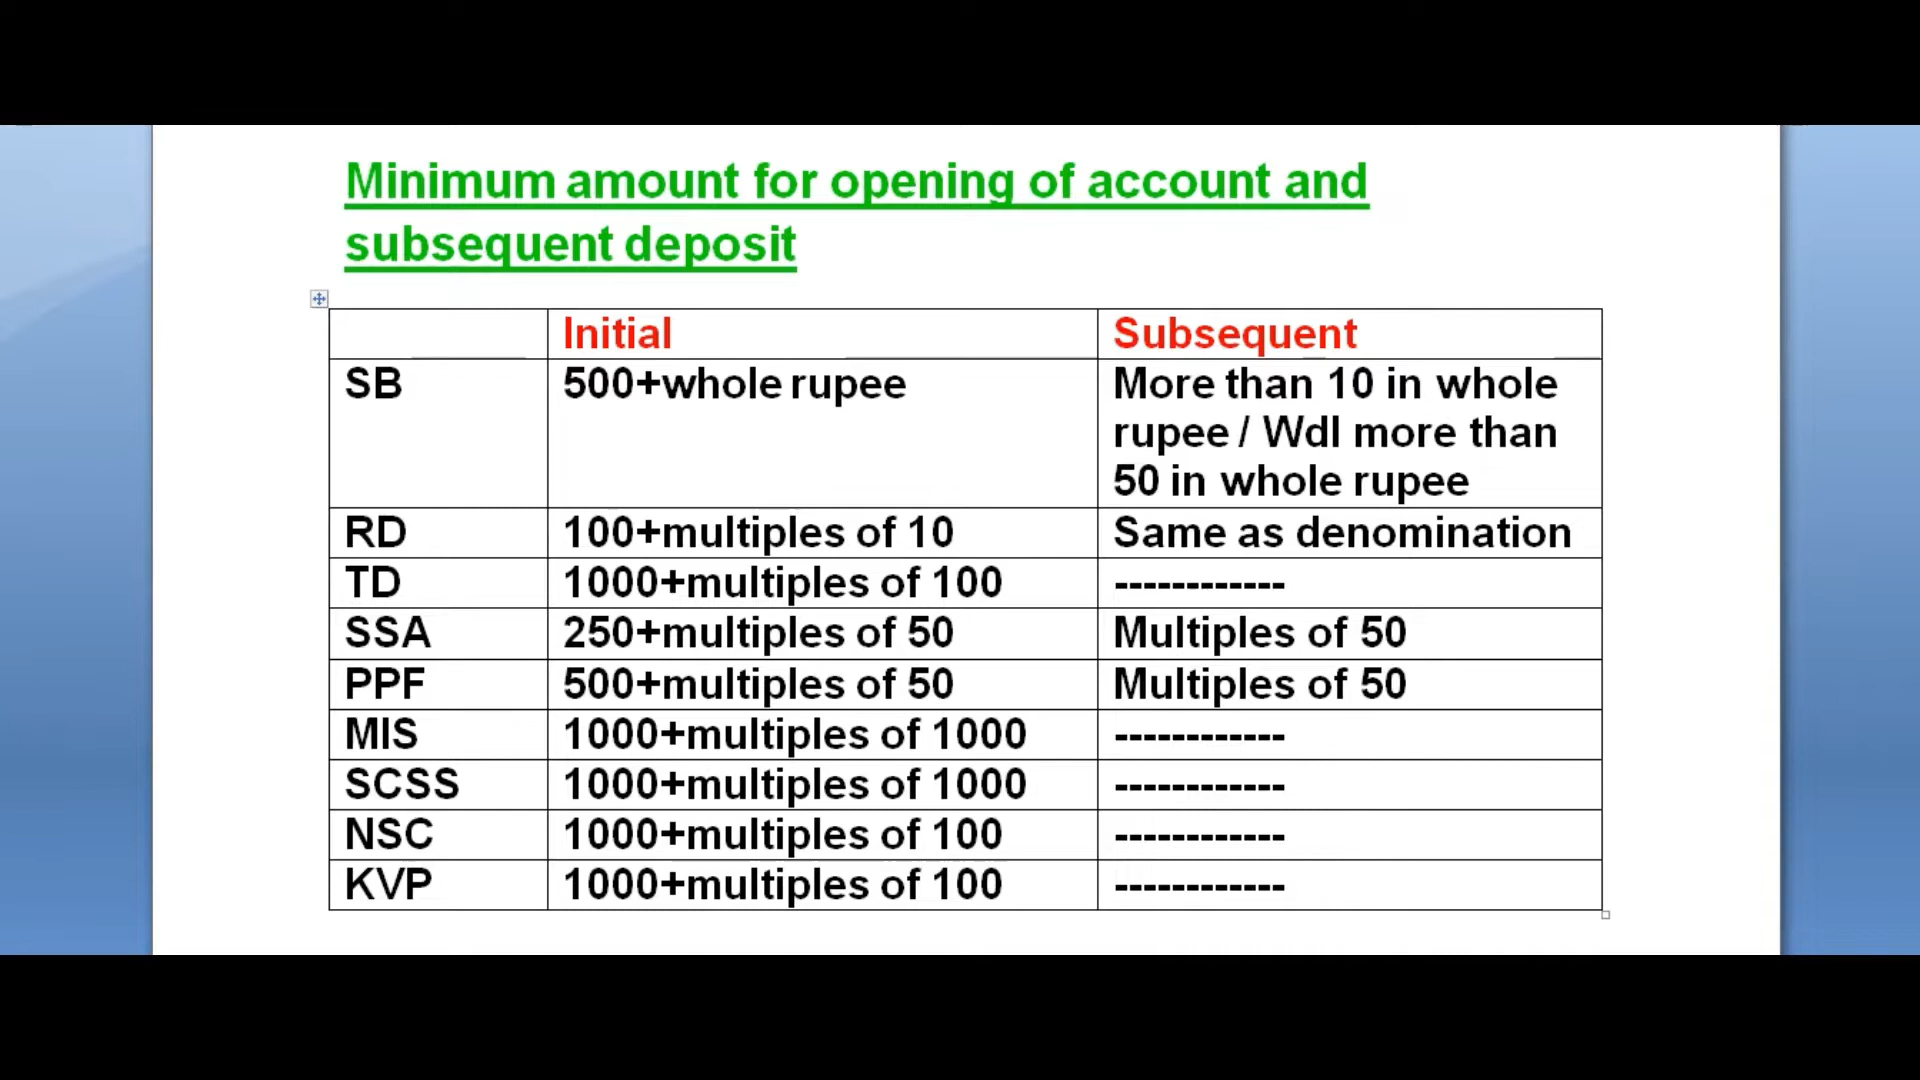 Minimum amount for opening of account and
subsequent deposit
Initial Subsequent
SB 500+whole rupee More than 10 in whole
rupee / Wdl more than
50 in whole rupee
RD 100+multiples of 10 Same as denomination
TD 1000+multiples of 100 ------------
SSA 250+multiples of 50 Multiples of 50
PPF 500+multiples of 50 Multiples of 50
MIS 1000+multiples of 1000 ------------
SCSS 1000+multiples of 1000 ------------
NSC 1000+multiples of 100 ------------
KVP 1000+multiples of 100 ------------